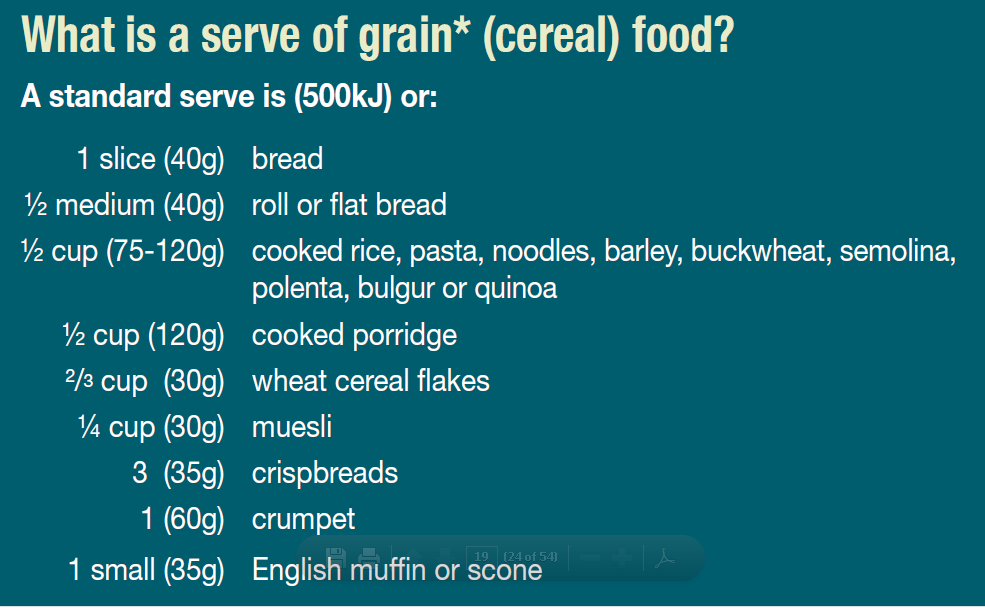 What is a serve of grain* (cereal) food?
A standard serve is (500kJ) or:
1 slice (40g) bread
½ medium (40g) roll or flat bread
½ cup (75-120g) cooked rice, pasta, noodles, barley, buckwheat, semolina,
polenta, bulgur or quinoa
½ cup (120g) cooked porridge
²/₃ cup (30g) wheat cereal flakes
¼ cup (30g) muesli
3 (35g) crispbreads
1 (60g) crumpet
19 (24 of 54)
1 small (35g) English muffin or scone